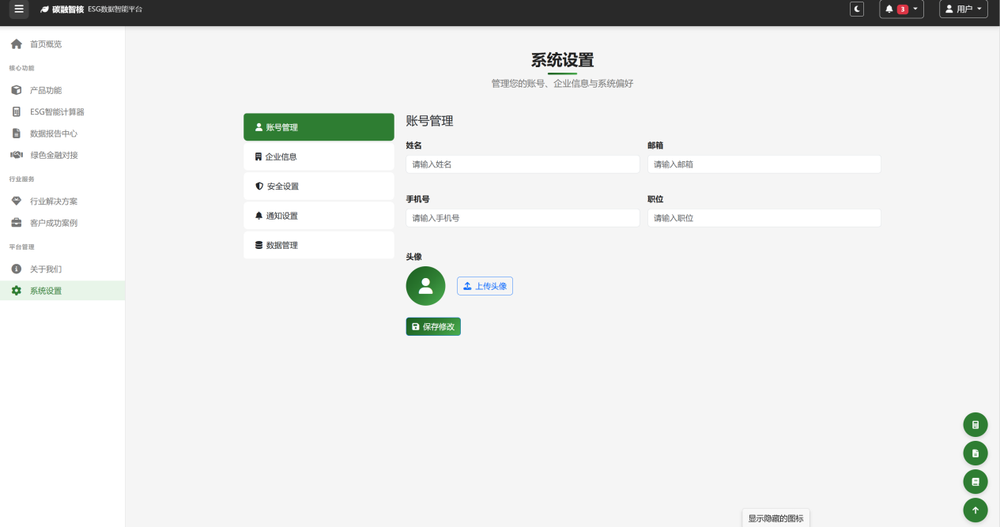 碳融智核 ESG数据智能平台
3
用户
首页概览
核心功能
产品功能
ESG智能计算器
数据报告中心
绿色金融对接
行业服务
行业解决方案
客户成功案例
平台管理
关于我们
系统设置
系统设置
管理您的账号、企业信息与系统偏好
账号管理
企业信息
安全设置
通知设置
数据管理
账号管理
姓名
请输入姓名
邮箱
请输入邮箱
手机号
请输入手机号
职位
请输入职位
头像
上传头像
保存修改
显示隐藏的图标